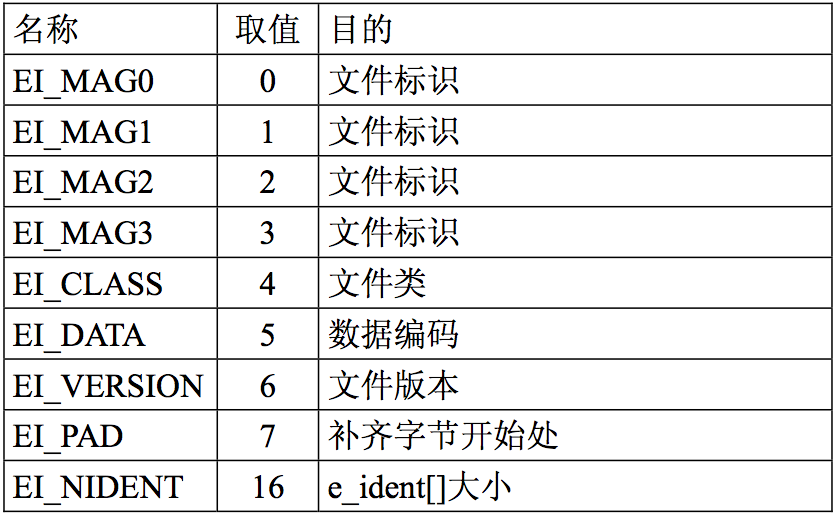 名称 取值 目的
EI_MAG0 0 文件标识
EI_MAG1 1 文件标识
EI_MAG2 2 文件标识
EI_MAG3 3 文件标识
EI_CLASS 4 文件类
EI_DATA 5 数据编码
EI_VERSION 6 文件版本
EI_PAD 7 补齐字节开始处
EI_NIDENT 16 e_ident[]大小